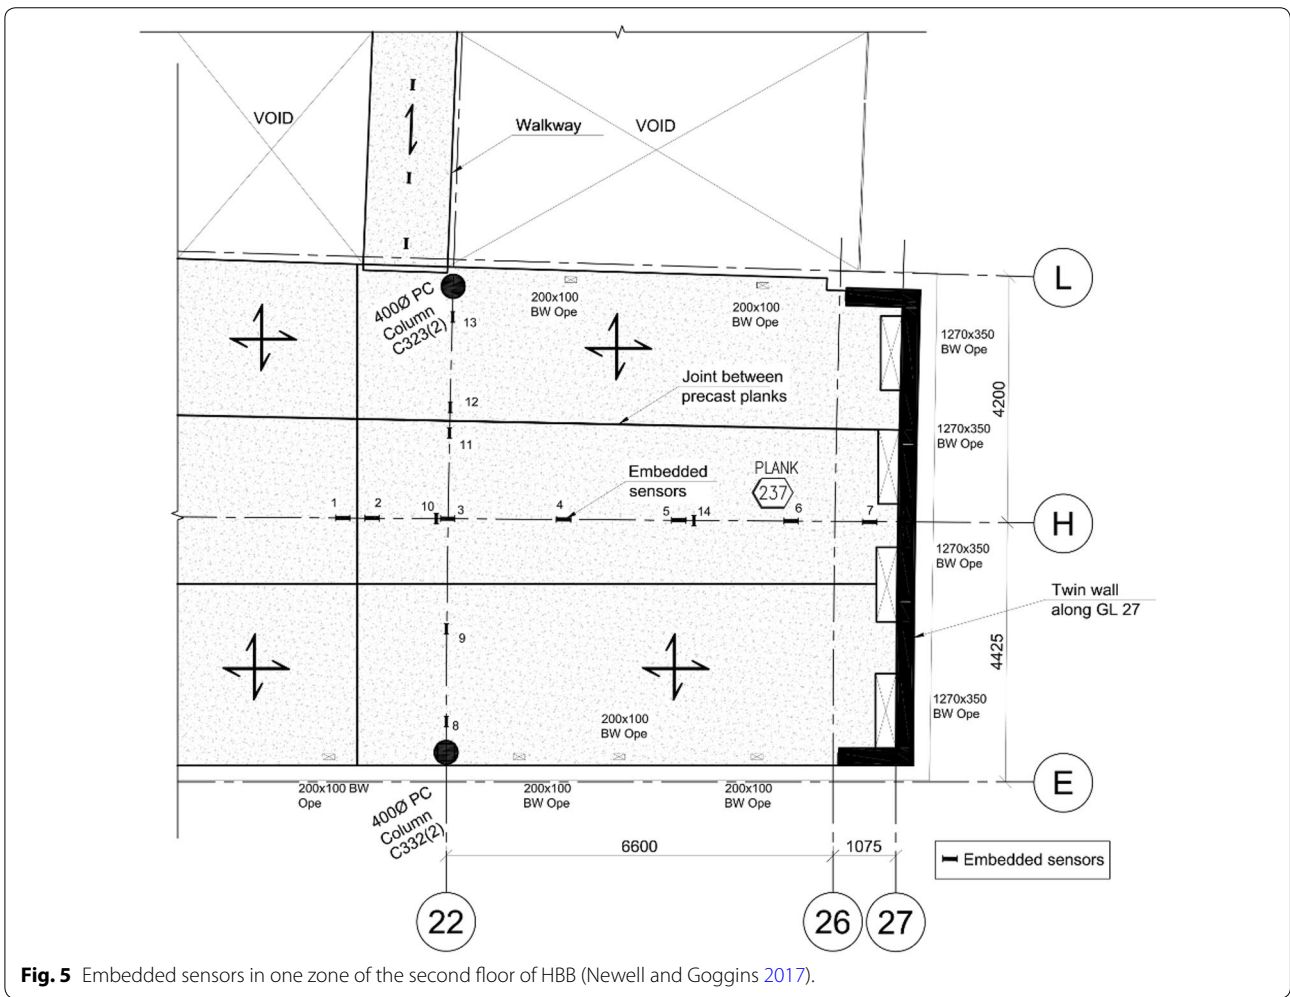 VOID
VOID
Walkway
L
400Ø PC
Column
C323(2)
13
200x100
BW Ope
200x100
BW Ope
1270x350
BW Ope
4200
Joint between
precast planks
12
11
1270x350
BW Ope
Embedded
sensors
PLANK
237
1
2
10
3
4
5
14
6
7
H
1270x350
BW Ope
Twin wall
along GL 27
4425
9
8
200x100
BW Ope
1270x350
BW Ope
E
200x100 BW
Ope
200x100
BW Ope
200x100
BW Ope
400Ø PC
Column
C332(2)
6600
1075
Embedded sensors
22
26
27
Fig. 5 Embedded sensors in one zone of the second floor of HBB (Newell and Goggins 2017).